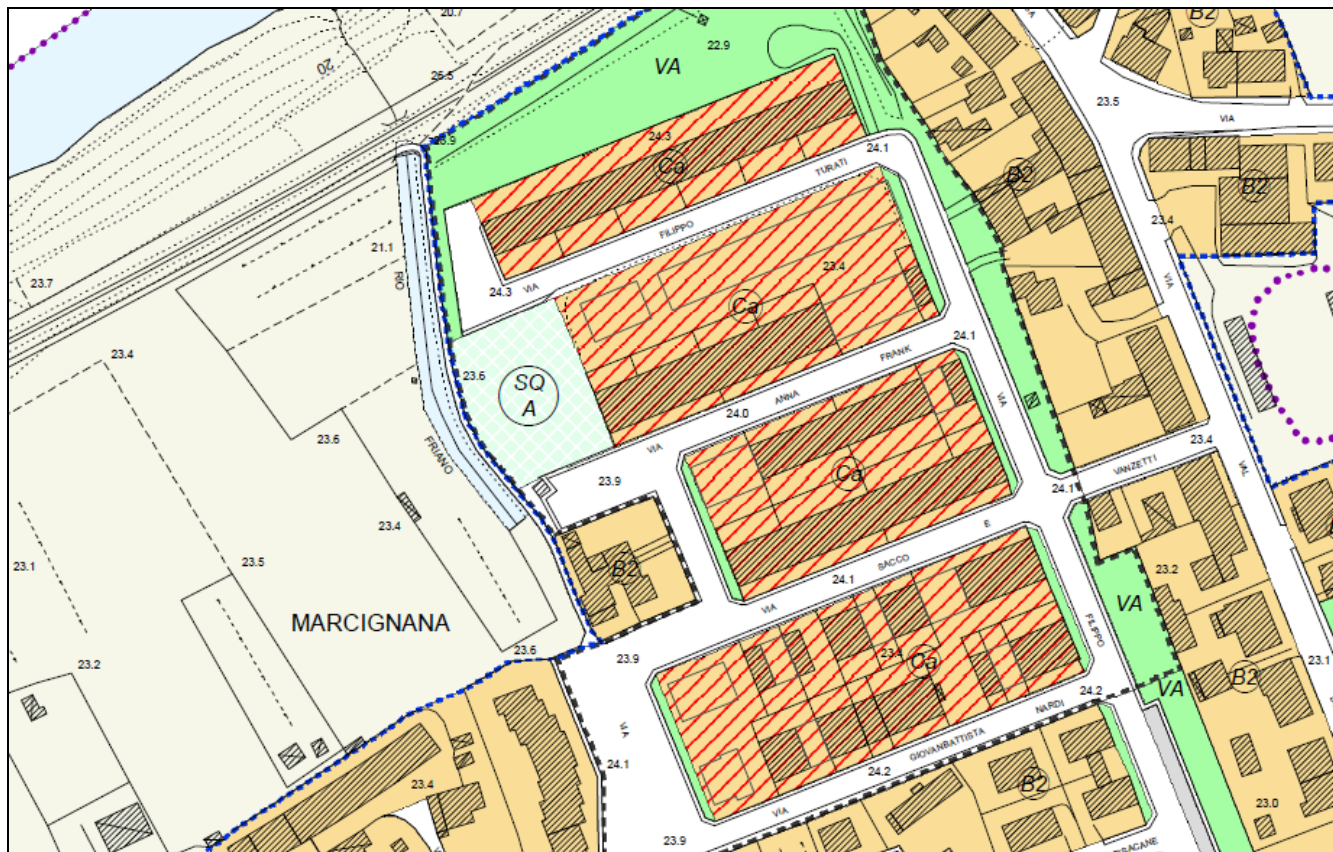 20.7
B2
22.9
VA
20
25.5
23.5
VIA
24.3
24.1
Ca
TURATI
B2
B2
21.1
RIO
FILIPPO
23.4
23.7
24.3
VIA
23.4
Ca
VIA
23.4
FRANK
24.1
23.6
SQ
A
ANNA
VIA
24.0
VIA
23.6
FRIANO
23.9
Ca
VANZETTI
23.4
VAL
24.1
23.4
E
23.5
23.1
B2
SACCO
24.1
VIA
23.2
VA
MARCIGNANA
FILIPPO
23.6
23.9
23.4
Ca
23.2
VA
B2
23.1
24.2
NARDI
VIA
GIOVANBATTISTA
24.1
24.2
B2
23.4
VIA
23.0
23.9